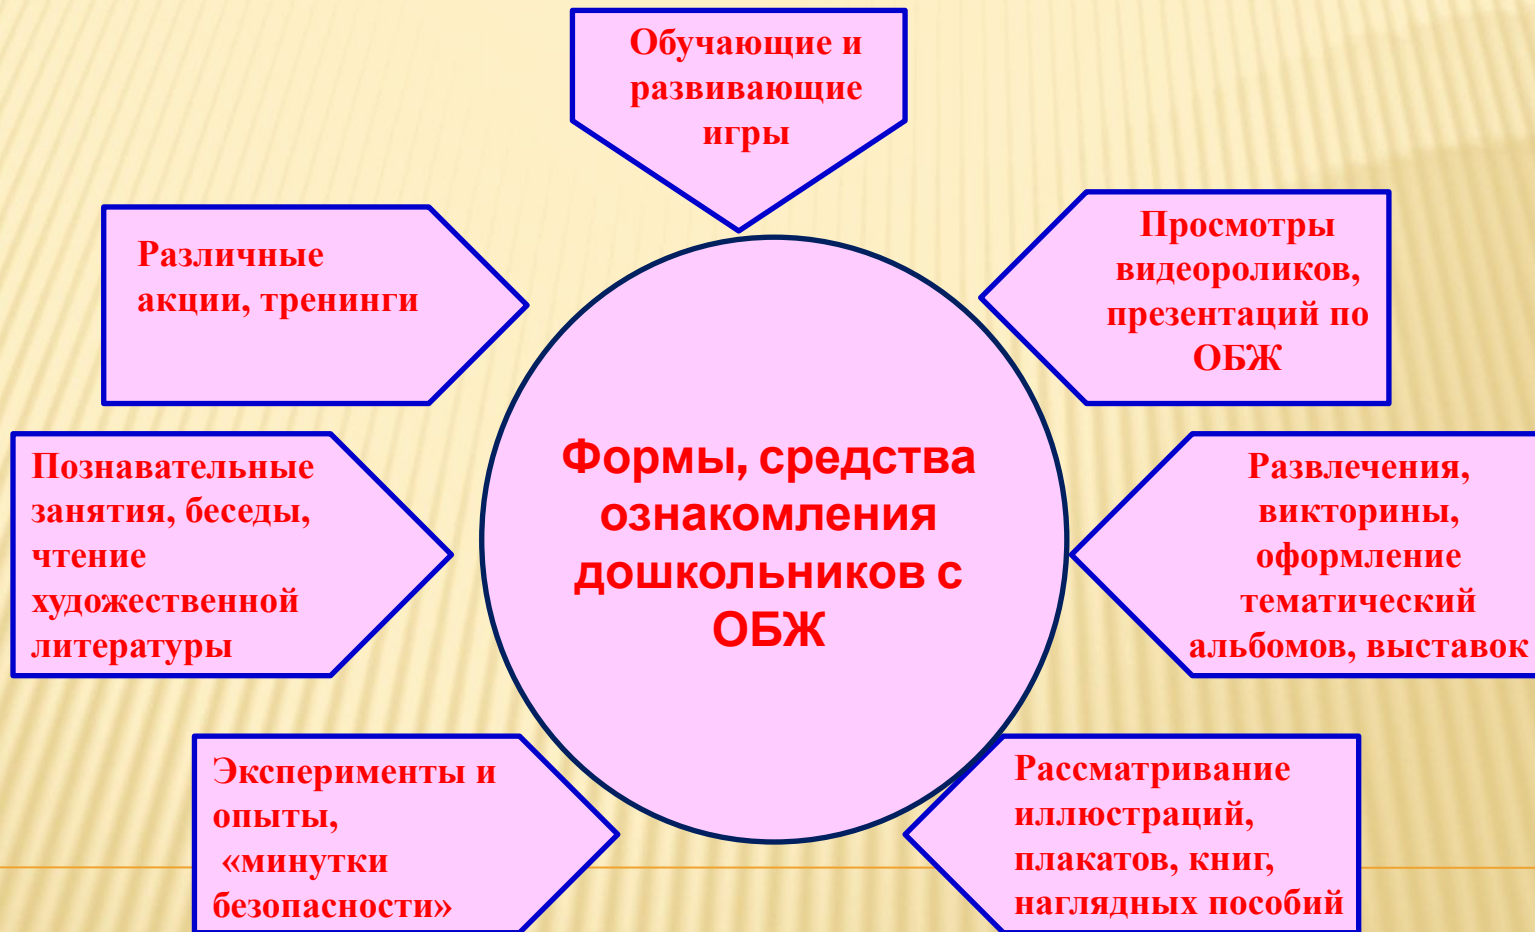 Обучающие и
развивающие
игры
Различные
акции, тренинги
Просмотры
видеороликов,
презентаций по
ОБЖ
Познавательные
занятия, беседы,
чтение
художественной
литературы
Формы, средства
ознакомления
дошкольников с
ОБЖ
Развлечения,
викторины,
оформление
тематический
альбомов, выставок
Эксперименты и
опыты,
«минутки
безопасности»
Рассматривание
иллюстраций,
плакатов, книг,
наглядных пособий